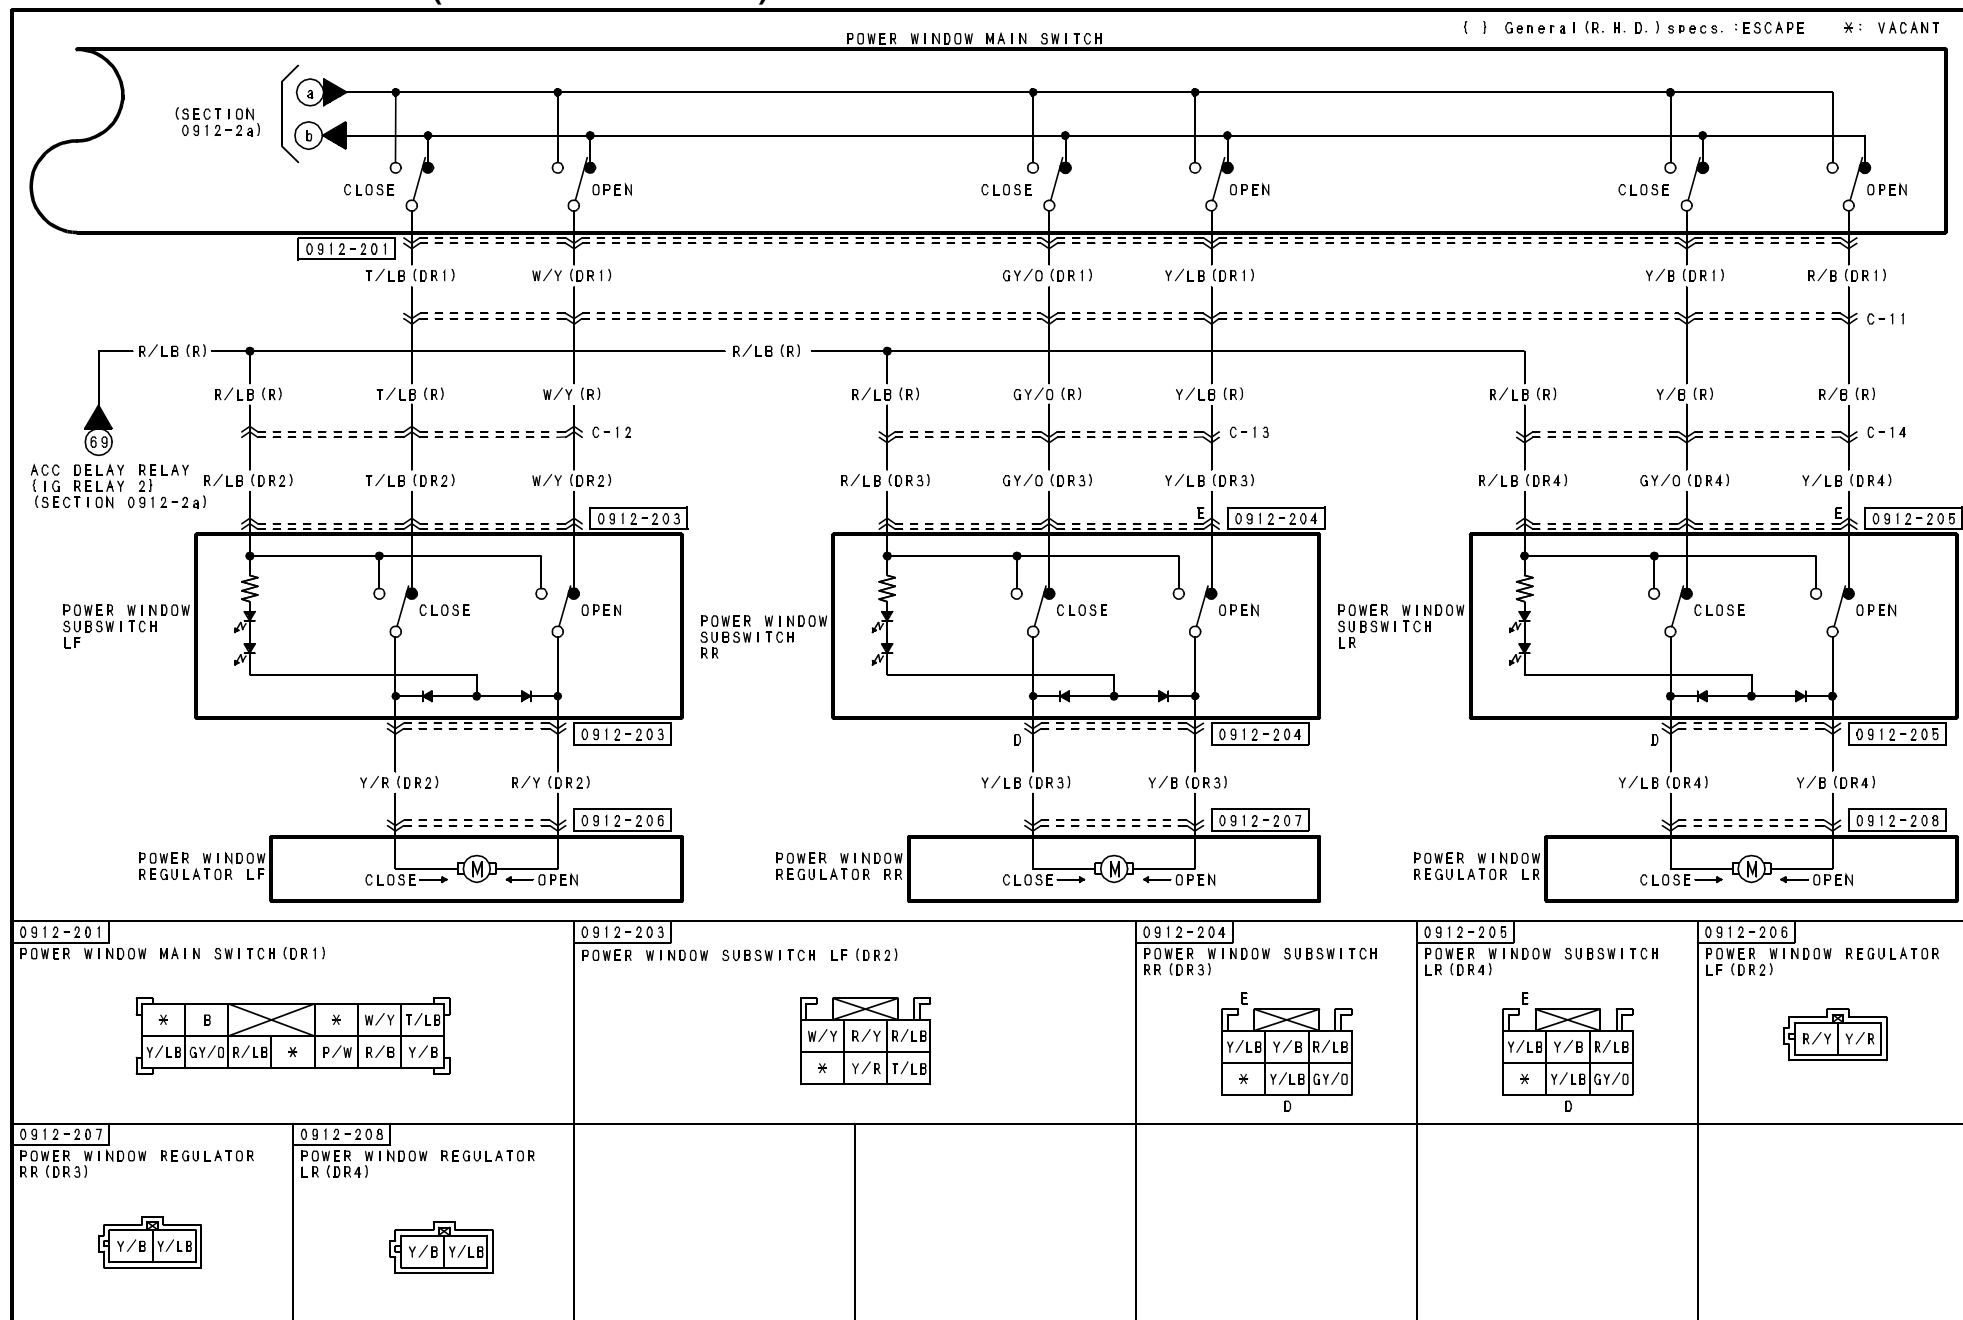 { } General(R.H.D.)specs.:ESCAPE *: VACANT
POWER WINDOW MAIN SWITCH
(SECTION
0912-2a)
a
b
CLOSE OPEN CLOSE OPEN CLOSE OPEN
0912-201
T/LB(DR1) W/Y(DR1) GY/O(DR1) Y/LB(DR1) Y/B(DR1) R/B(DR1)
C-11
R/LB(R) R/LB(R)
R/LB(R) T/LB(R) W/Y(R) R/LB(R) GY/O(R) Y/LB(R) R/LB(R) Y/B(R) R/B(R)
69 C-12 C-13 C-14
ACC DELAY RELAY
{IG RELAY 2}
(SECTION 0912-2a)
R/LB(DR2) T/LB(DR2) W/Y(DR2) R/LB(DR3) GY/O(DR3) Y/LB(DR3) R/LB(DR4) GY/O(DR4) Y/LB(DR4)
0912-203 E 0912-204 E 0912-205
POWER WINDOW
SUBSWITCH
LF
CLOSE OPEN
POWER WINDOW
SUBSWITCH
RR
CLOSE OPEN
POWER WINDOW
SUBSWITCH
LR
CLOSE OPEN
0912-203 D 0912-204 D 0912-205
Y/R(DR2) R/Y(DR2) Y/LB(DR3) Y/B(DR3) Y/LB(DR4) Y/B(DR4)
0912-206 0912-207 0912-208
POWER WINDOW
REGULATOR LF
CLOSE M OPEN
POWER WINDOW
REGULATOR RR
CLOSE M OPEN
POWER WINDOW
REGULATOR LR
CLOSE M OPEN
0912-201
POWER WINDOW MAIN SWITCH(DR1)
* B * W/Y T/LB
Y/LB GY/O R/LB * P/W R/B Y/B
0912-203
POWER WINDOW SUBSWITCH LF(DR2)
W/Y R/Y R/LB
* Y/R T/LB
0912-204
POWER WINDOW SUBSWITCH
RR(DR3)
E
Y/LB Y/B R/LB
* Y/LB GY/O
D
0912-205
POWER WINDOW SUBSWITCH
LR(DR4)
E
Y/LB Y/B R/LB
* Y/LB GY/O
D
0912-206
POWER WINDOW REGULATOR
LF(DR2)
R/Y Y/R
0912-207
POWER WINDOW REGULATOR
RR(DR3)
Y/B Y/LB
0912-208
POWER WINDOW REGULATOR
LR(DR4)
Y/B Y/LB